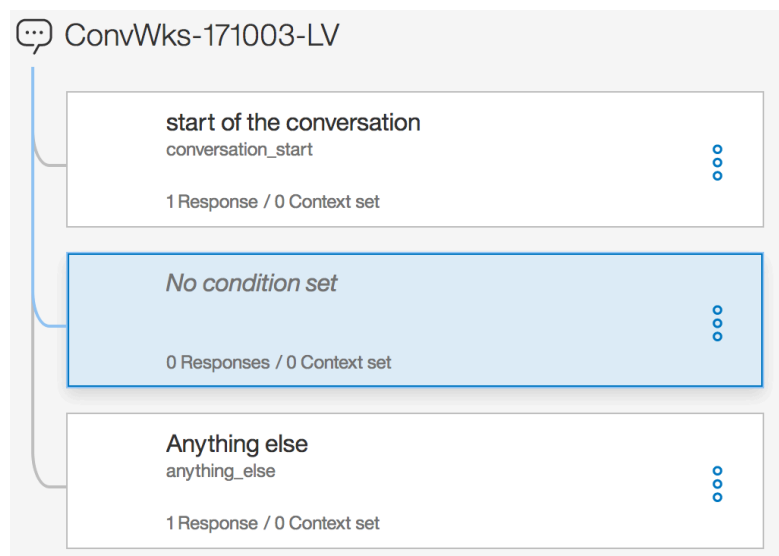 ConvWks-171003-LV
start of the conversation
conversation_start
1 Response / 0 Context set
No condition set
0 Responses / 0 Context set
Anything else
anything_else
1 Response / 0 Context set